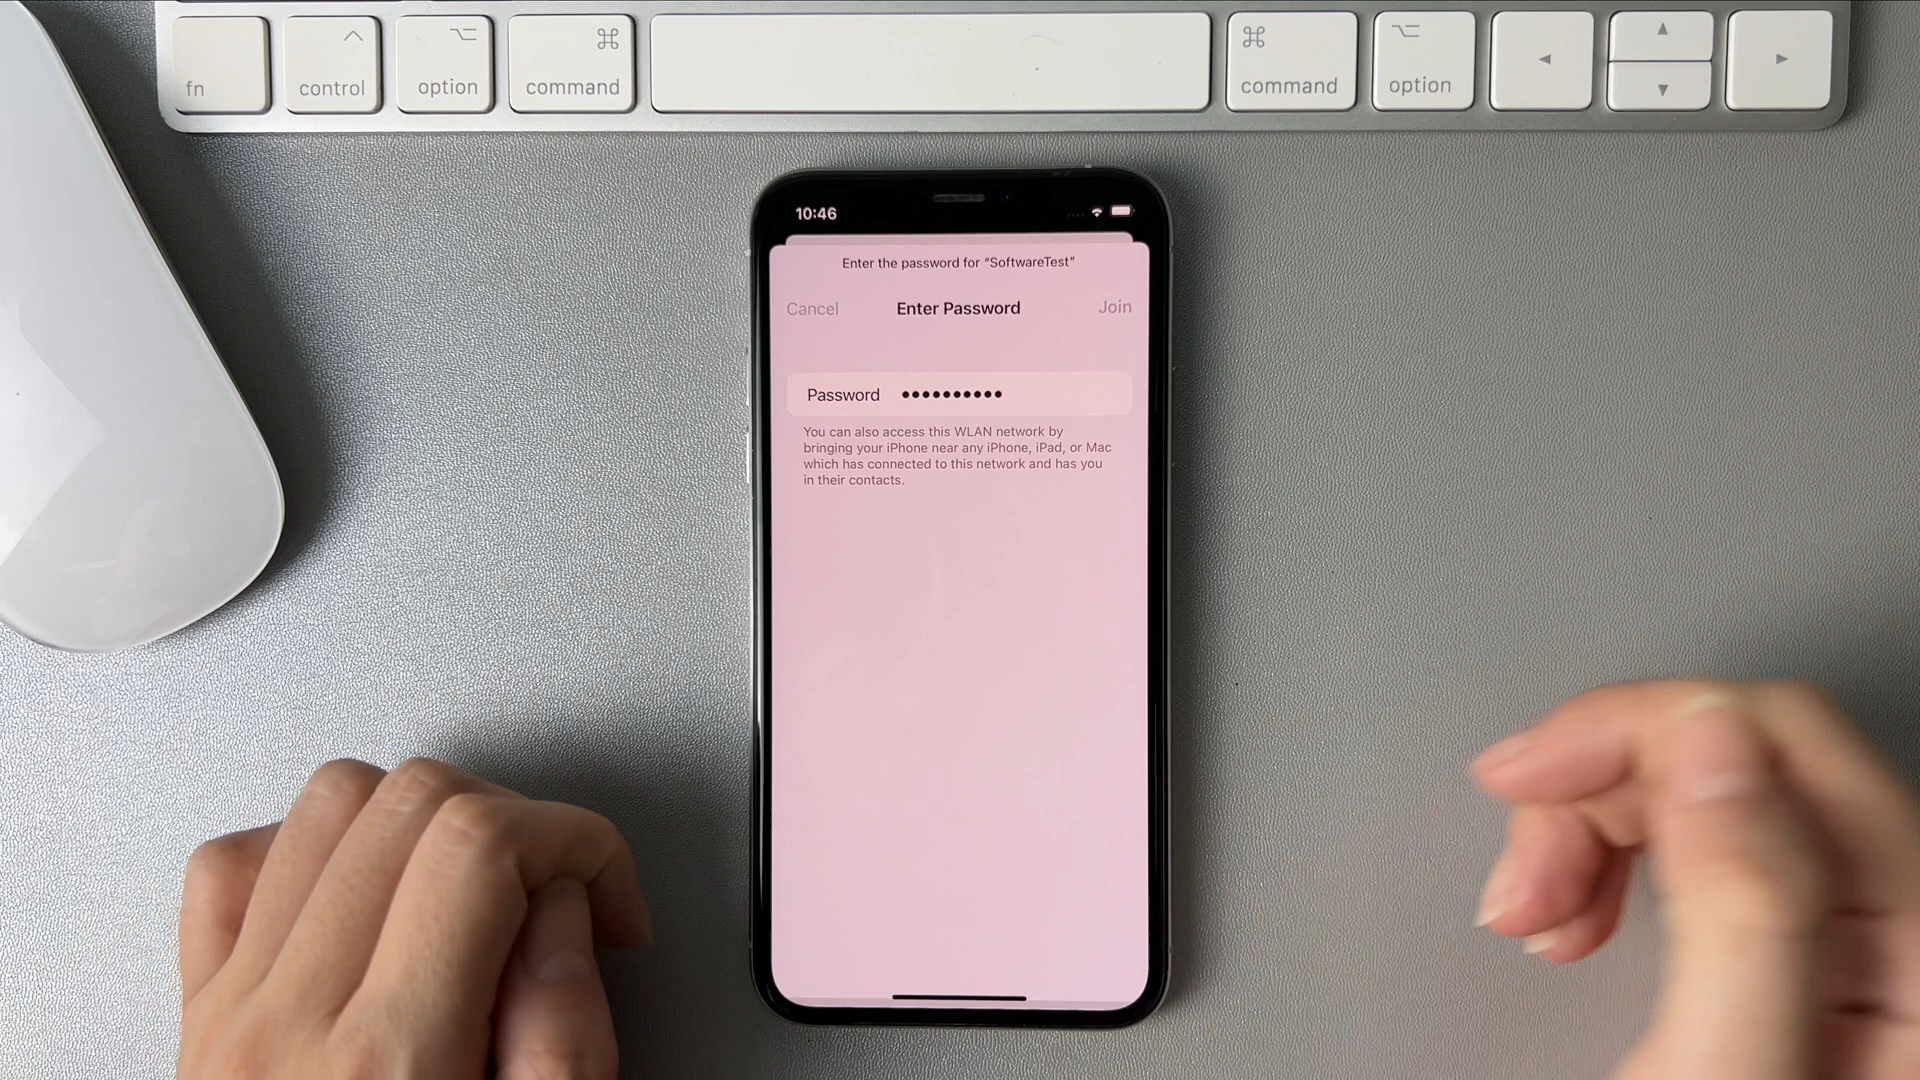 fn control option command command option
10:46
Enter the password for “SoftwareTest”
Cancel Enter Password Join
Password ••••••••••
You can also access this WLAN network by
bringing your iPhone near any iPhone, iPad, or Mac
which has connected to this network and has you
in their contacts.